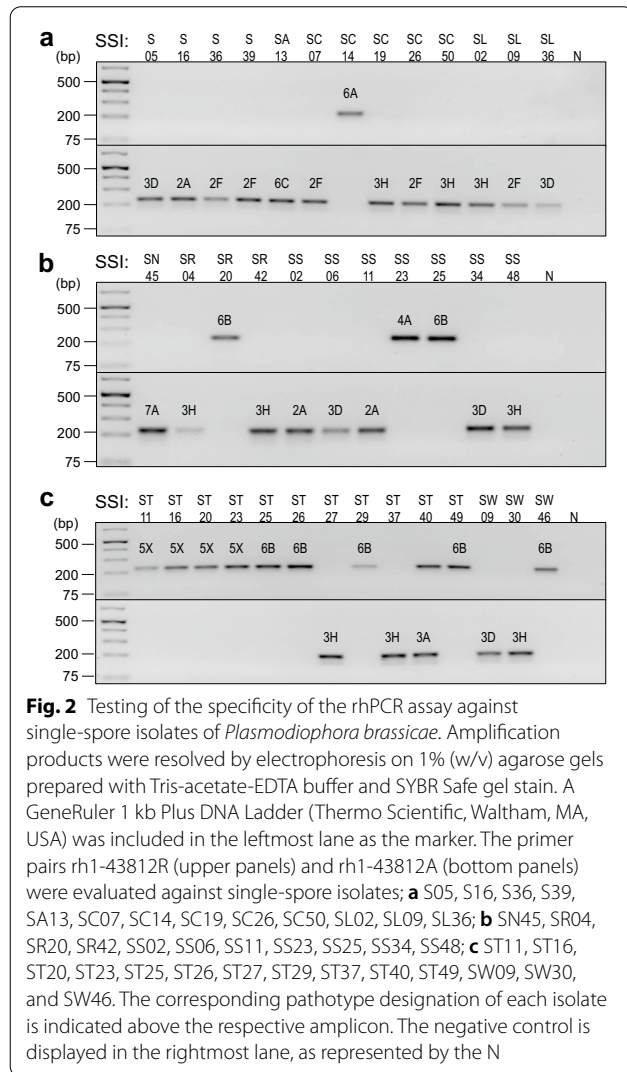 a SSI: S S S S SA SC SC SC SC SC SL SL SL
(bp) 05 16 36 39 13 07 14 19 26 50 02 09 36 N
500
6A
200
75
500
3D 2A 2F 2F 6C 2F 3H 2F 3H 3H 2F 3D
200
75
b SSI: SN SR SR SR SS SS SS SS SS SS SS
(bp) 45 04 20 42 02 06 11 23 25 34 48 N
500
6B 4A 6B
200
75
500
7A 3H 3H 2A 3D 2A 3D 3H
200
75
c SSI: ST ST ST ST ST ST ST ST ST ST ST SW SW SW
(bp) 11 16 20 23 25 26 27 29 37 40 49 09 30 46 N
500
5X 5X 5X 5X 6B 6B 6B 6B 6B
200
75
500
3H 3H 3A 3D 3H
200
75
Fig. 2 Testing of the specificity of the rhPCR assay against
single-spore isolates of Plasmodiophora brassicae. Amplification
products were resolved by electrophoresis on 1% (w/v) agarose gels
prepared with Tris-acetate-EDTA buffer and SYBR Safe gel stain. A
GeneRuler 1 kb Plus DNA Ladder (Thermo Scientific, Waltham, MA,
USA) was included in the leftmost lane as the marker. The primer
pairs rh1-43812R (upper panels) and rh1-43812A (bottom panels)
were evaluated against single-spore isolates; a S05, S16, S36, S39,
SA13, SC07, SC14, SC19, SC26, SC50, SL02, SL09, SL36; b SN45, SR04,
SR20, SR42, SS02, SS06, SS11, SS23, SS25, SS34, SS48; c ST11, ST16,
ST20, ST23, ST25, ST26, ST27, ST29, ST37, ST40, ST49, SW09, SW30,
and SW46. The corresponding pathotype designation of each isolate
is indicated above the respective amplicon. The negative control is
displayed in the rightmost lane, as represented by the N